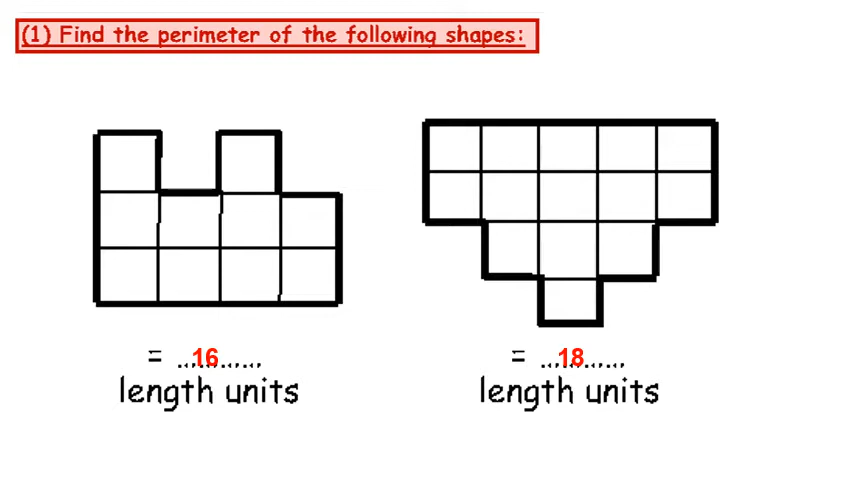 (1) Find the perimeter of the following shapes:
= ...16......
length units
= ...18......
length units